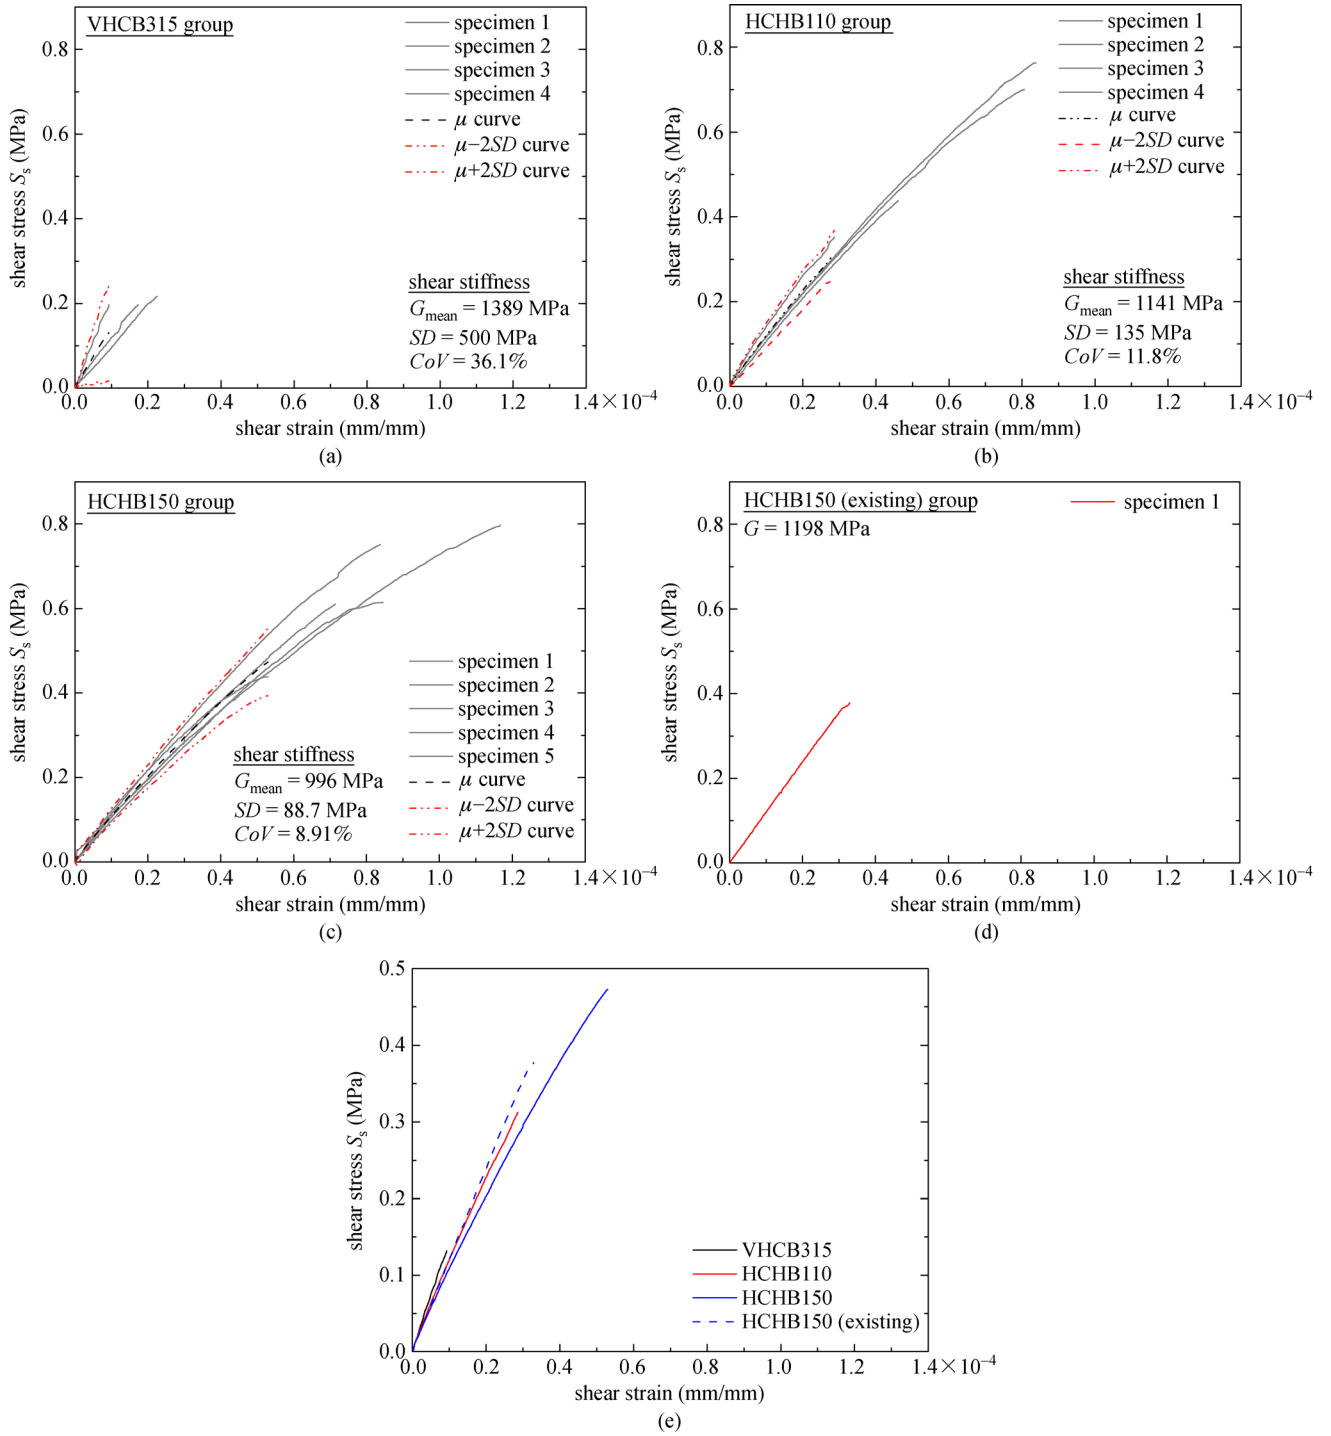 VHCB315 group
specimen 1
specimen 2
specimen 3
specimen 4
μ curve
μ−2SD curve
μ+2SD curve
shear stiffness
Gmean = 1389 MPa
SD = 500 MPa
CoV = 36.1%
0.8
0.6
0.4
0.2
0.0
shear stress Ss (MPa)
0.0 0.2 0.4 0.6 0.8 1.0 1.2 1.4×10−4
shear strain (mm/mm)
(a)
HCHB110 group
specimen 1
specimen 2
specimen 3
specimen 4
μ curve
μ−2SD curve
μ+2SD curve
shear stiffness
Gmean = 1141 MPa
SD = 135 MPa
CoV = 11.8%
0.8
0.6
0.4
0.2
0.0
shear stress Ss (MPa)
0.0 0.2 0.4 0.6 0.8 1.0 1.2 1.4×10−4
shear strain (mm/mm)
(b)
HCHB150 group
specimen 1
specimen 2
specimen 3
specimen 4
specimen 5
μ curve
μ−2SD curve
μ+2SD curve
shear stiffness
Gmean = 996 MPa
SD = 88.7 MPa
CoV = 8.91%
0.8
0.6
0.4
0.2
0.0
shear stress Ss (MPa)
0.0 0.2 0.4 0.6 0.8 1.0 1.2 1.4×10−4
shear strain (mm/mm)
(c)
HCHB150 (existing) group
G = 1198 MPa
specimen 1
0.8
0.6
0.4
0.2
0.0
shear stress Ss (MPa)
0.0 0.2 0.4 0.6 0.8 1.0 1.2 1.4×10−4
shear strain (mm/mm)
(d)
0.5
0.4
0.3
0.2
0.1
0.0
shear stress Ss (MPa)
VHCB315
HCHB110
HCHB150
HCHB150 (existing)
0.0 0.2 0.4 0.6 0.8 1.0 1.2 1.4×10−4
shear strain (mm/mm)
(e)